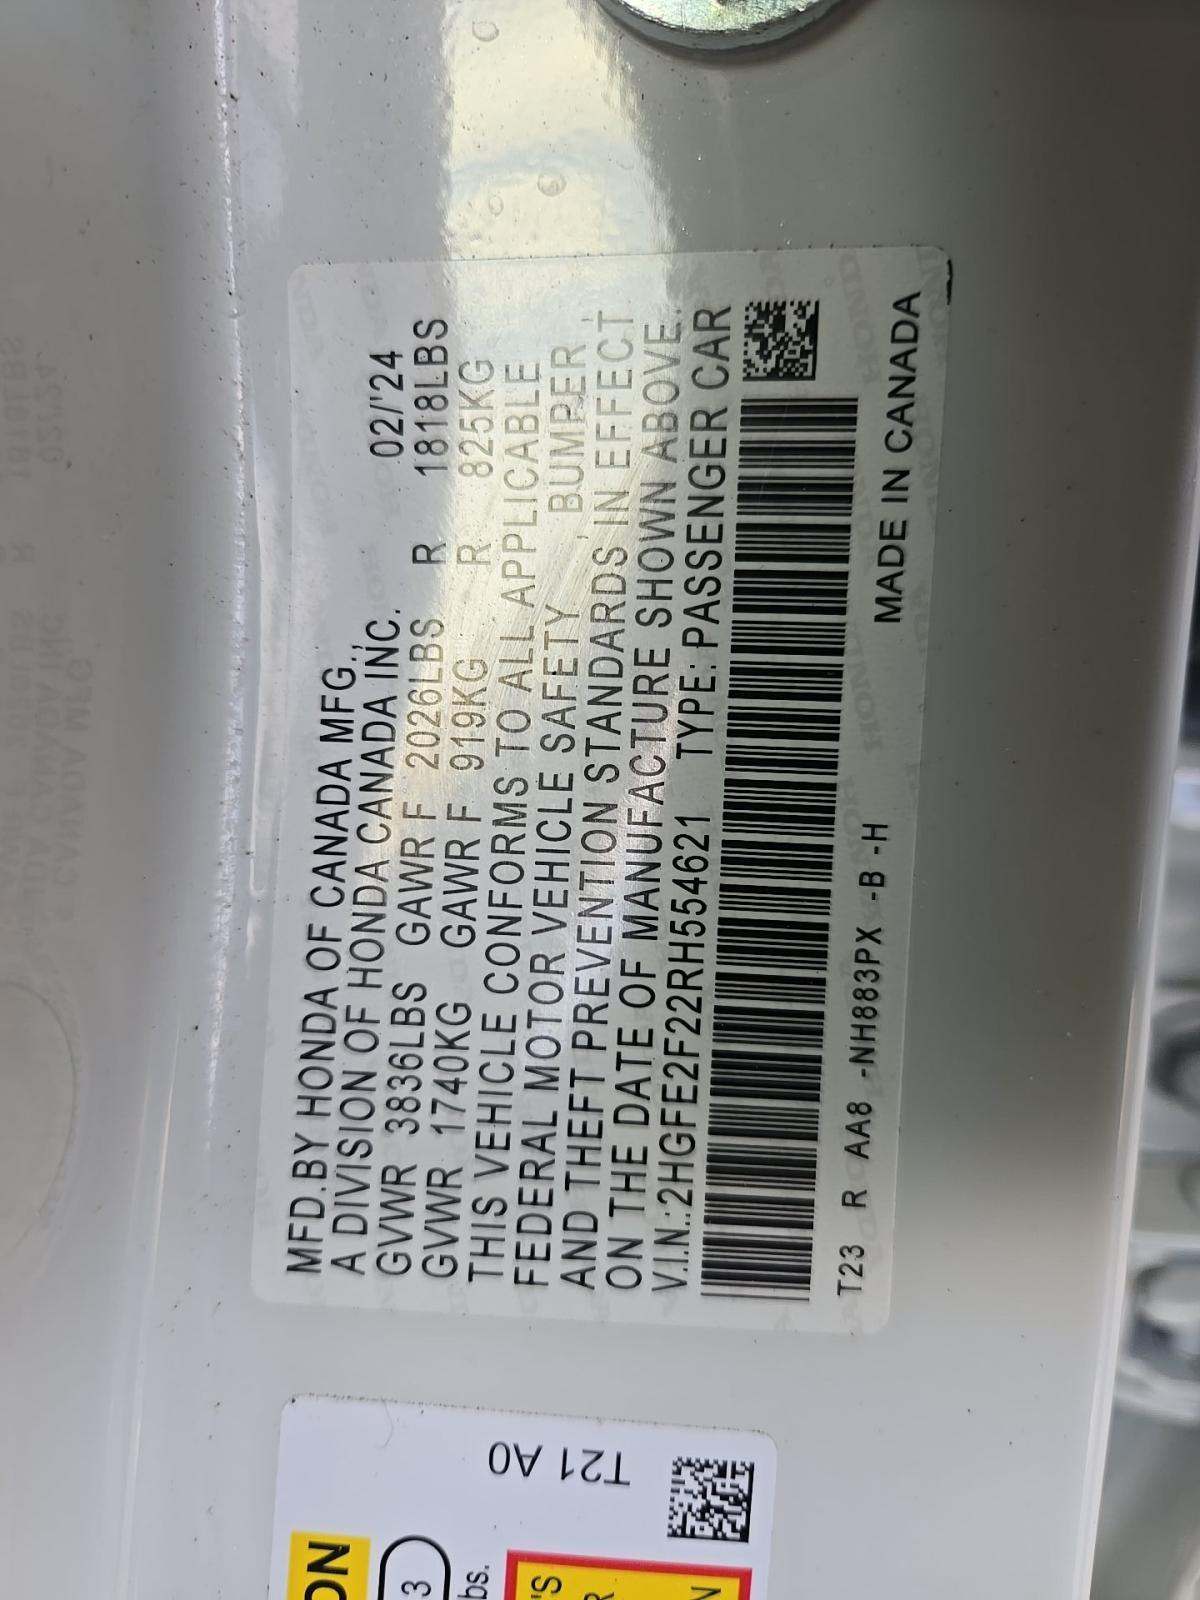 MFD.BY HONDA OF CANADA MFG.,
A DIVISION OF HONDA CANADA INC. 02/'24
GVWR 3836LBS GAWR F 2026LBS R 1818LBS
GVWR 1740KG GAWR F 919KG R 825KG
THIS VEHICLE CONFORMS TO ALL APPLICABLE
FEDERAL MOTOR VEHICLE SAFETY, BUMPER,
AND THEFT PREVENTION STANDARDS IN EFFECT
ON THE DATE OF MANUFACTURE SHOWN ABOVE.
V.I.N.:2HGFE2F22RH554621 TYPE: PASSENGER CAR
T23 R AA8 -NH883PX -B -H
MADE IN CANADA
T21 A0
3
bs.